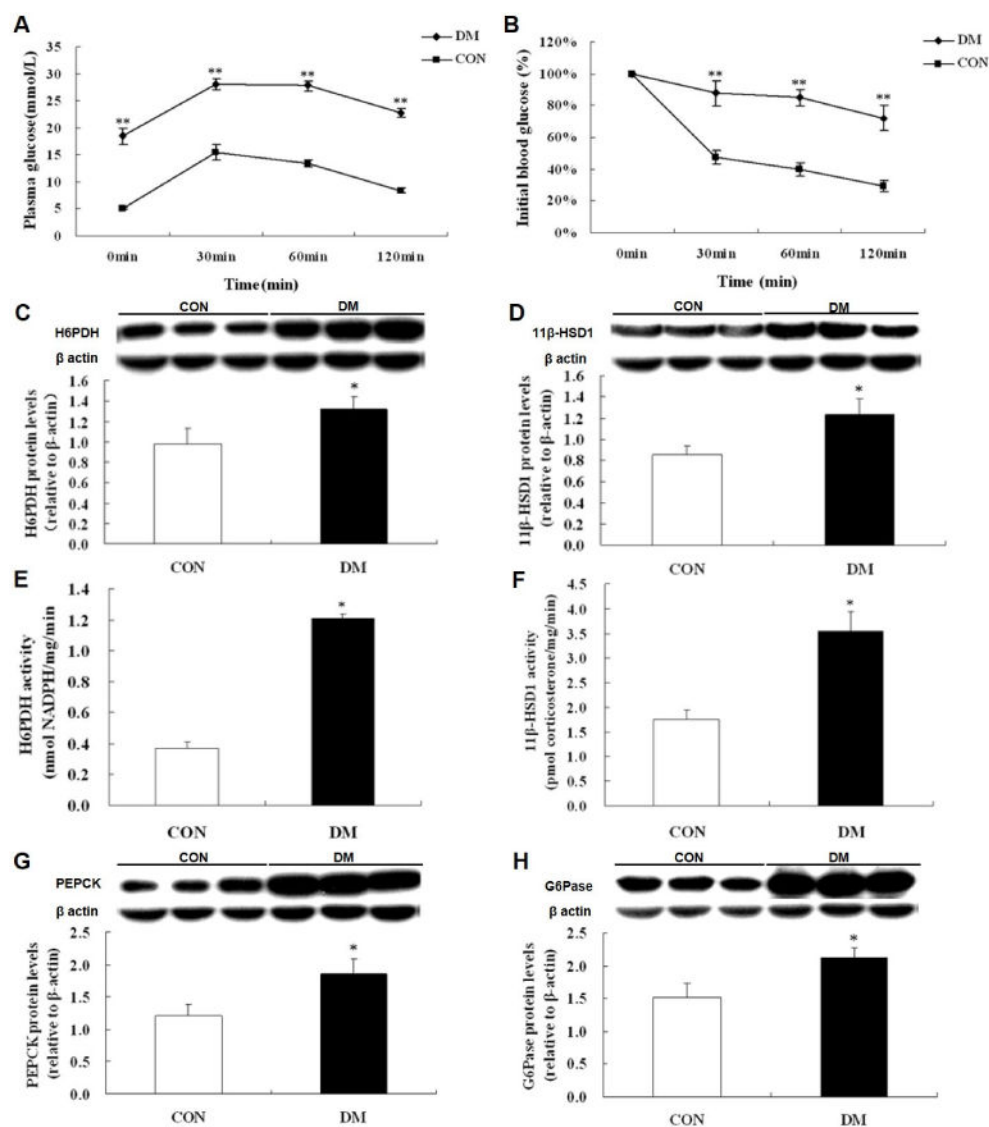 A
DM
CON
Plasma glucose(mmol/L)
35
30
25
20
15
10
5
0
**
**
**
**
0min
30min
60min
120min
Time(min)
B
DM
CON
Initial blood glucose (%)
120%
100%
80%
60%
40%
20%
0%
**
**
**
0min
30min
60min
120min
Time (min)
C
CON
DM
H6PDH
β actin
H6PDH protein levels
(relative to β-actin)
1.6
1.4
1.2
1.0
0.8
0.6
0.4
0.2
0.0
*
CON
DM
D
CON
DM
11β-HSD1
β actin
11β-HSD1 protein levels
(relative to β-actin)
1.6
1.4
1.2
1.0
0.8
0.6
0.4
0.2
0.0
*
CON
DM
E
H6PDH activity
(nmol NADPH/mg/min
1.4
1.2
1.0
0.8
0.6
0.4
0.2
0.0
*
CON
DM
F
11β-HSD1 activity
(pmol corticosterone/mg/min)
4.5
4.0
3.5
3.0
2.5
2.0
1.5
1.0
0.5
0.0
*
CON
DM
G
CON
DM
PEPCK
β actin
PEPCK protein levels
(relative to β-actin)
2.5
2.0
1.5
1.0
0.5
0.0
*
CON
DM
H
CON
DM
G6Pase
β actin
G6Pase protein levels
(relative to β-actin)
2.5
2.0
1.5
1.0
0.5
0.0
*
CON
DM